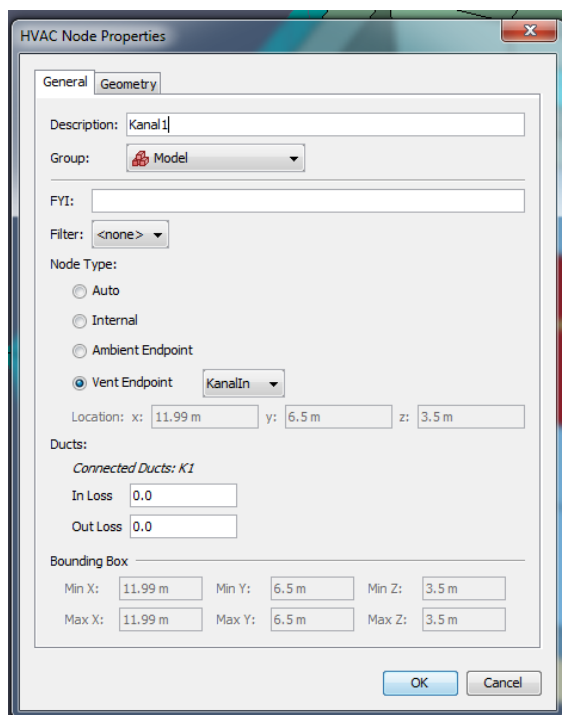 HVAC Node Properties
General Geometry
Description: Kanal1
Group: Model
FYI:
Filter: <none>
Node Type:
Auto
Internal
Ambient Endpoint
Vent Endpoint KanalIn
Location: x: 11.99 m y: 6.5 m z: 3.5 m
Ducts:
Connected Ducts: K1
In Loss 0.0
Out Loss 0.0
Bounding Box
Min X: 11.99 m Min Y: 6.5 m Min Z: 3.5 m
Max X: 11.99 m Max Y: 6.5 m Max Z: 3.5 m
OK Cancel